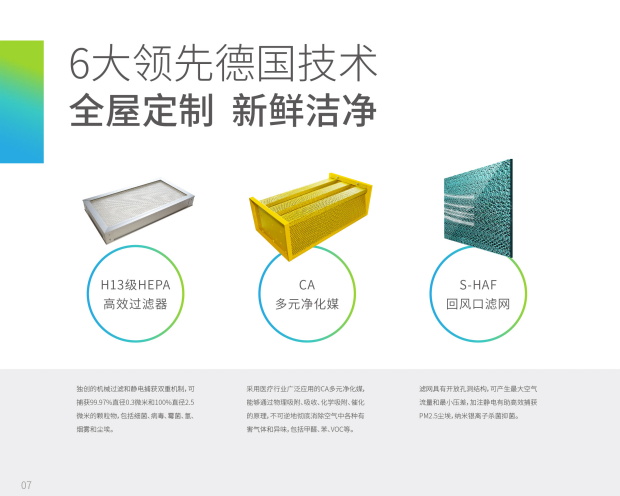 6大领先德国技术
全屋定制 新鲜洁净
H13级HEPA
高效过滤器
CA
多元净化媒
S-HAF
回风口滤网
独创的机械过滤和静电捕获双重机制,可
捕获99.97%直径0.3微米和100%直径2.5
微米的颗粒物,包括细菌、病毒、霉菌、氨、
烟雾和尘埃。
采用医疗行业广泛应用的CA多元净化媒,
能够通过物理吸附、吸收、化学吸附、催化
的原理,不可逆地彻底消除空气中各种有
害气体和异味,包括甲醛、苯、VOC等。
滤网具有开放孔洞结构,可产生最大空气
流量和最小压差,加注静电有助高效捕获
PM2.5尘埃,纳米银离子杀菌抑菌。
07